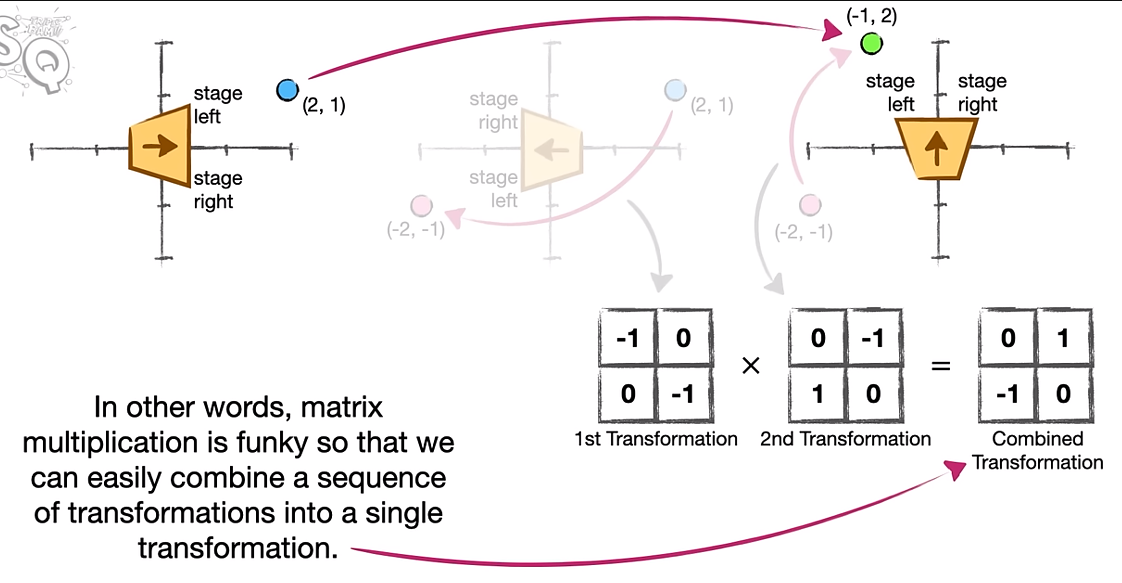 SQ
(-1, 2)
stage
left
(2, 1)
stage
right
stage
right
(2, 1)
stage
left
(-2, -1)
stage
left
stage
right
(-2, -1)
-1 0
0 -1
1st Transformation
×
0 -1
1 0
2nd Transformation
=
0 1
-1 0
Combined
Transformation
In other words, matrix
multiplication is funky so that we
can easily combine a sequence
of transformations into a single
transformation.